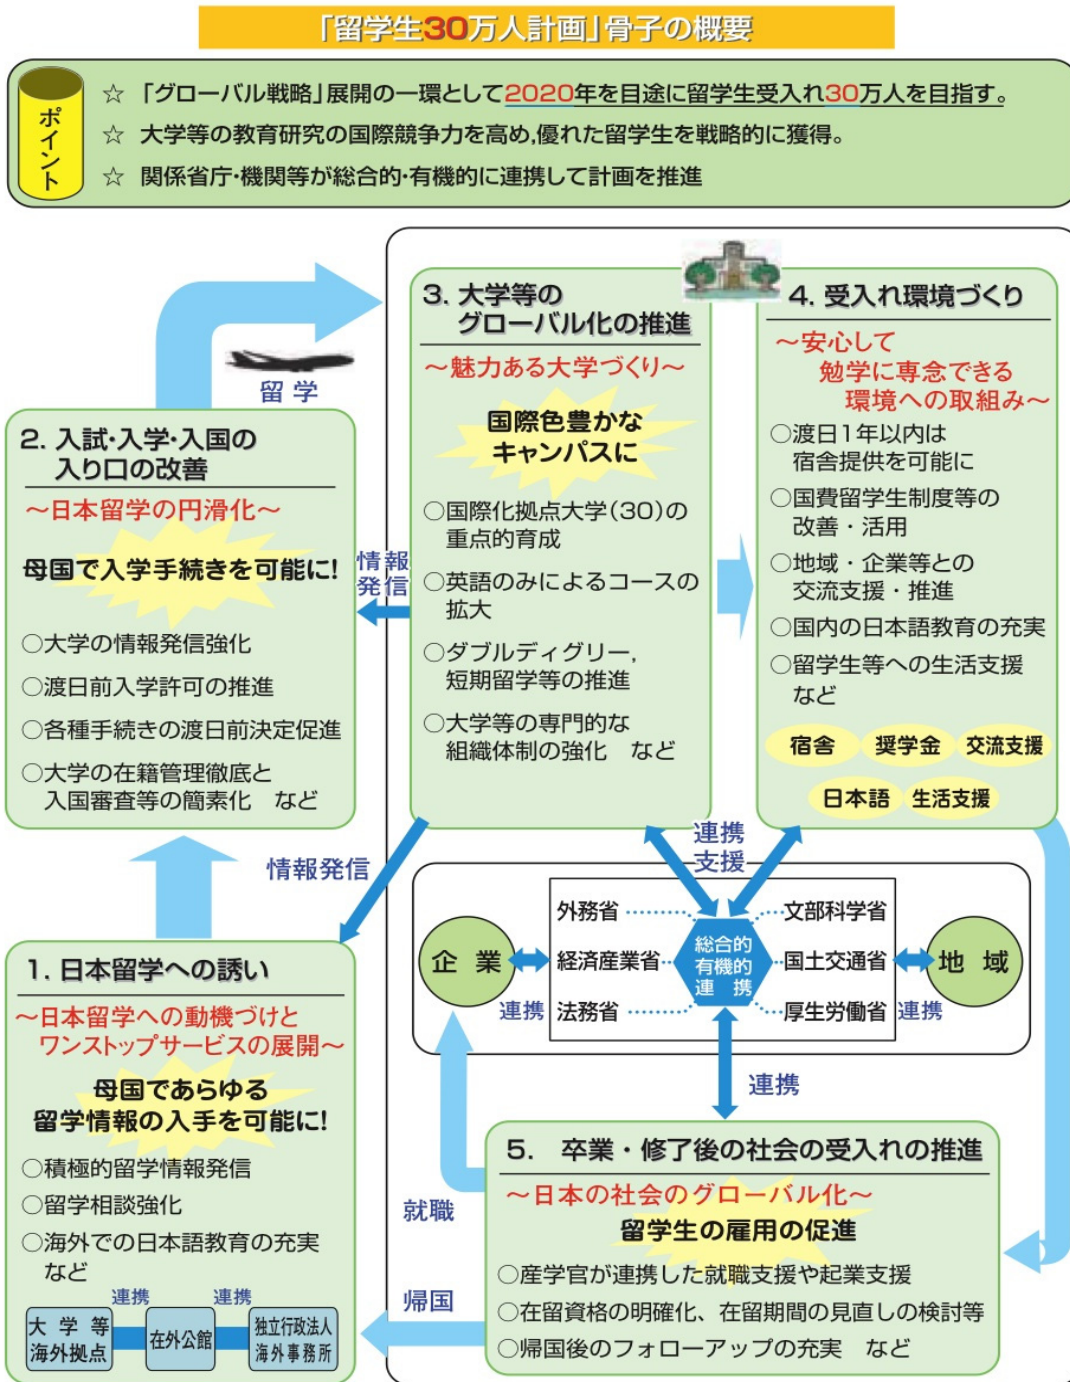 「留学生30万人計画」骨子の概要
ポイント
☆ 「グローバル戦略」展開の一環として2020年を目途に留学生受入れ30万人を目指す。
☆ 大学等の教育研究の国際競争力を高め,優れた留学生を戦略的に獲得。
☆ 関係省庁・機関等が総合的・有機的に連携して計画を推進
留学
2. 入試・入学・入国の
入り口の改善
～日本留学の円滑化～
母国で入学手続きを可能に!
○大学の情報発信強化
○渡日前入学許可の推進
○各種手続きの渡日前決定促進
○大学の在籍管理徹底と
入国審査等の簡素化 など
情報
発信
3. 大学等の
グローバル化の推進
～魅力ある大学づくり～
国際色豊かな
キャンパスに
○国際化拠点大学(30)の
重点的育成
○英語のみによるコースの
拡大
○ダブルディグリー,
短期留学等の推進
○大学等の専門的な
組織体制の強化 など
4. 受入れ環境づくり
～安心して
勉学に専念できる
環境への取組み～
○渡日1年以内は
宿舎提供を可能に
○国費留学生制度等の
改善・活用
○地域・企業等との
交流支援・推進
○国内の日本語教育の充実
○留学生等への生活支援
など
宿舎 奨学金 交流支援
日本語 生活支援
情報発信
連携
支援
企業
連携
外務省
経済産業省
法務省
総合的
有機的
連携
文部科学省
国土交通省
厚生労働省
連携
地域
連携
1. 日本留学への誘い
～日本留学への動機づけと
ワンストップサービスの展開～
母国であらゆる
留学情報の入手を可能に!
○積極的留学情報発信
○留学相談強化
○海外での日本語教育の充実
など
連携 連携
大学等
海外拠点
在外公館
独立行政法人
海外事務所
就職
帰国
5. 卒業・修了後の社会の受入れの推進
～日本の社会のグローバル化～
留学生の雇用の促進
○産学官が連携した就職支援や起業支援
○在留資格の明確化、在留期間の見直しの検討等
○帰国後のフォローアップの充実 など